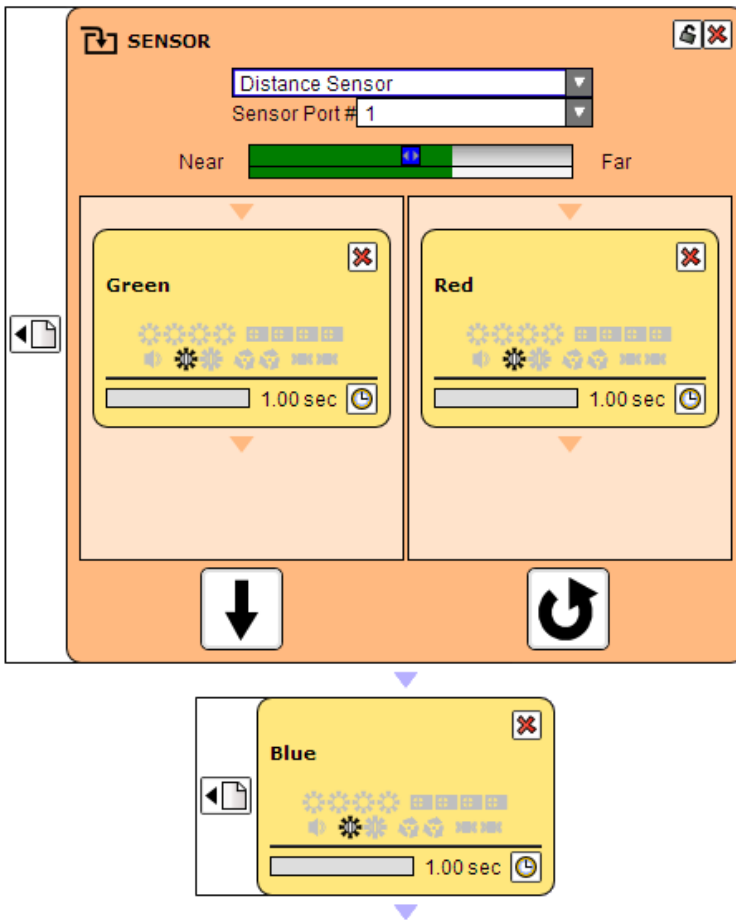 SENSOR
Distance Sensor
Sensor Port # 1
Near Far
Green Red
1.00 sec 1.00 sec
Blue
1.00 sec